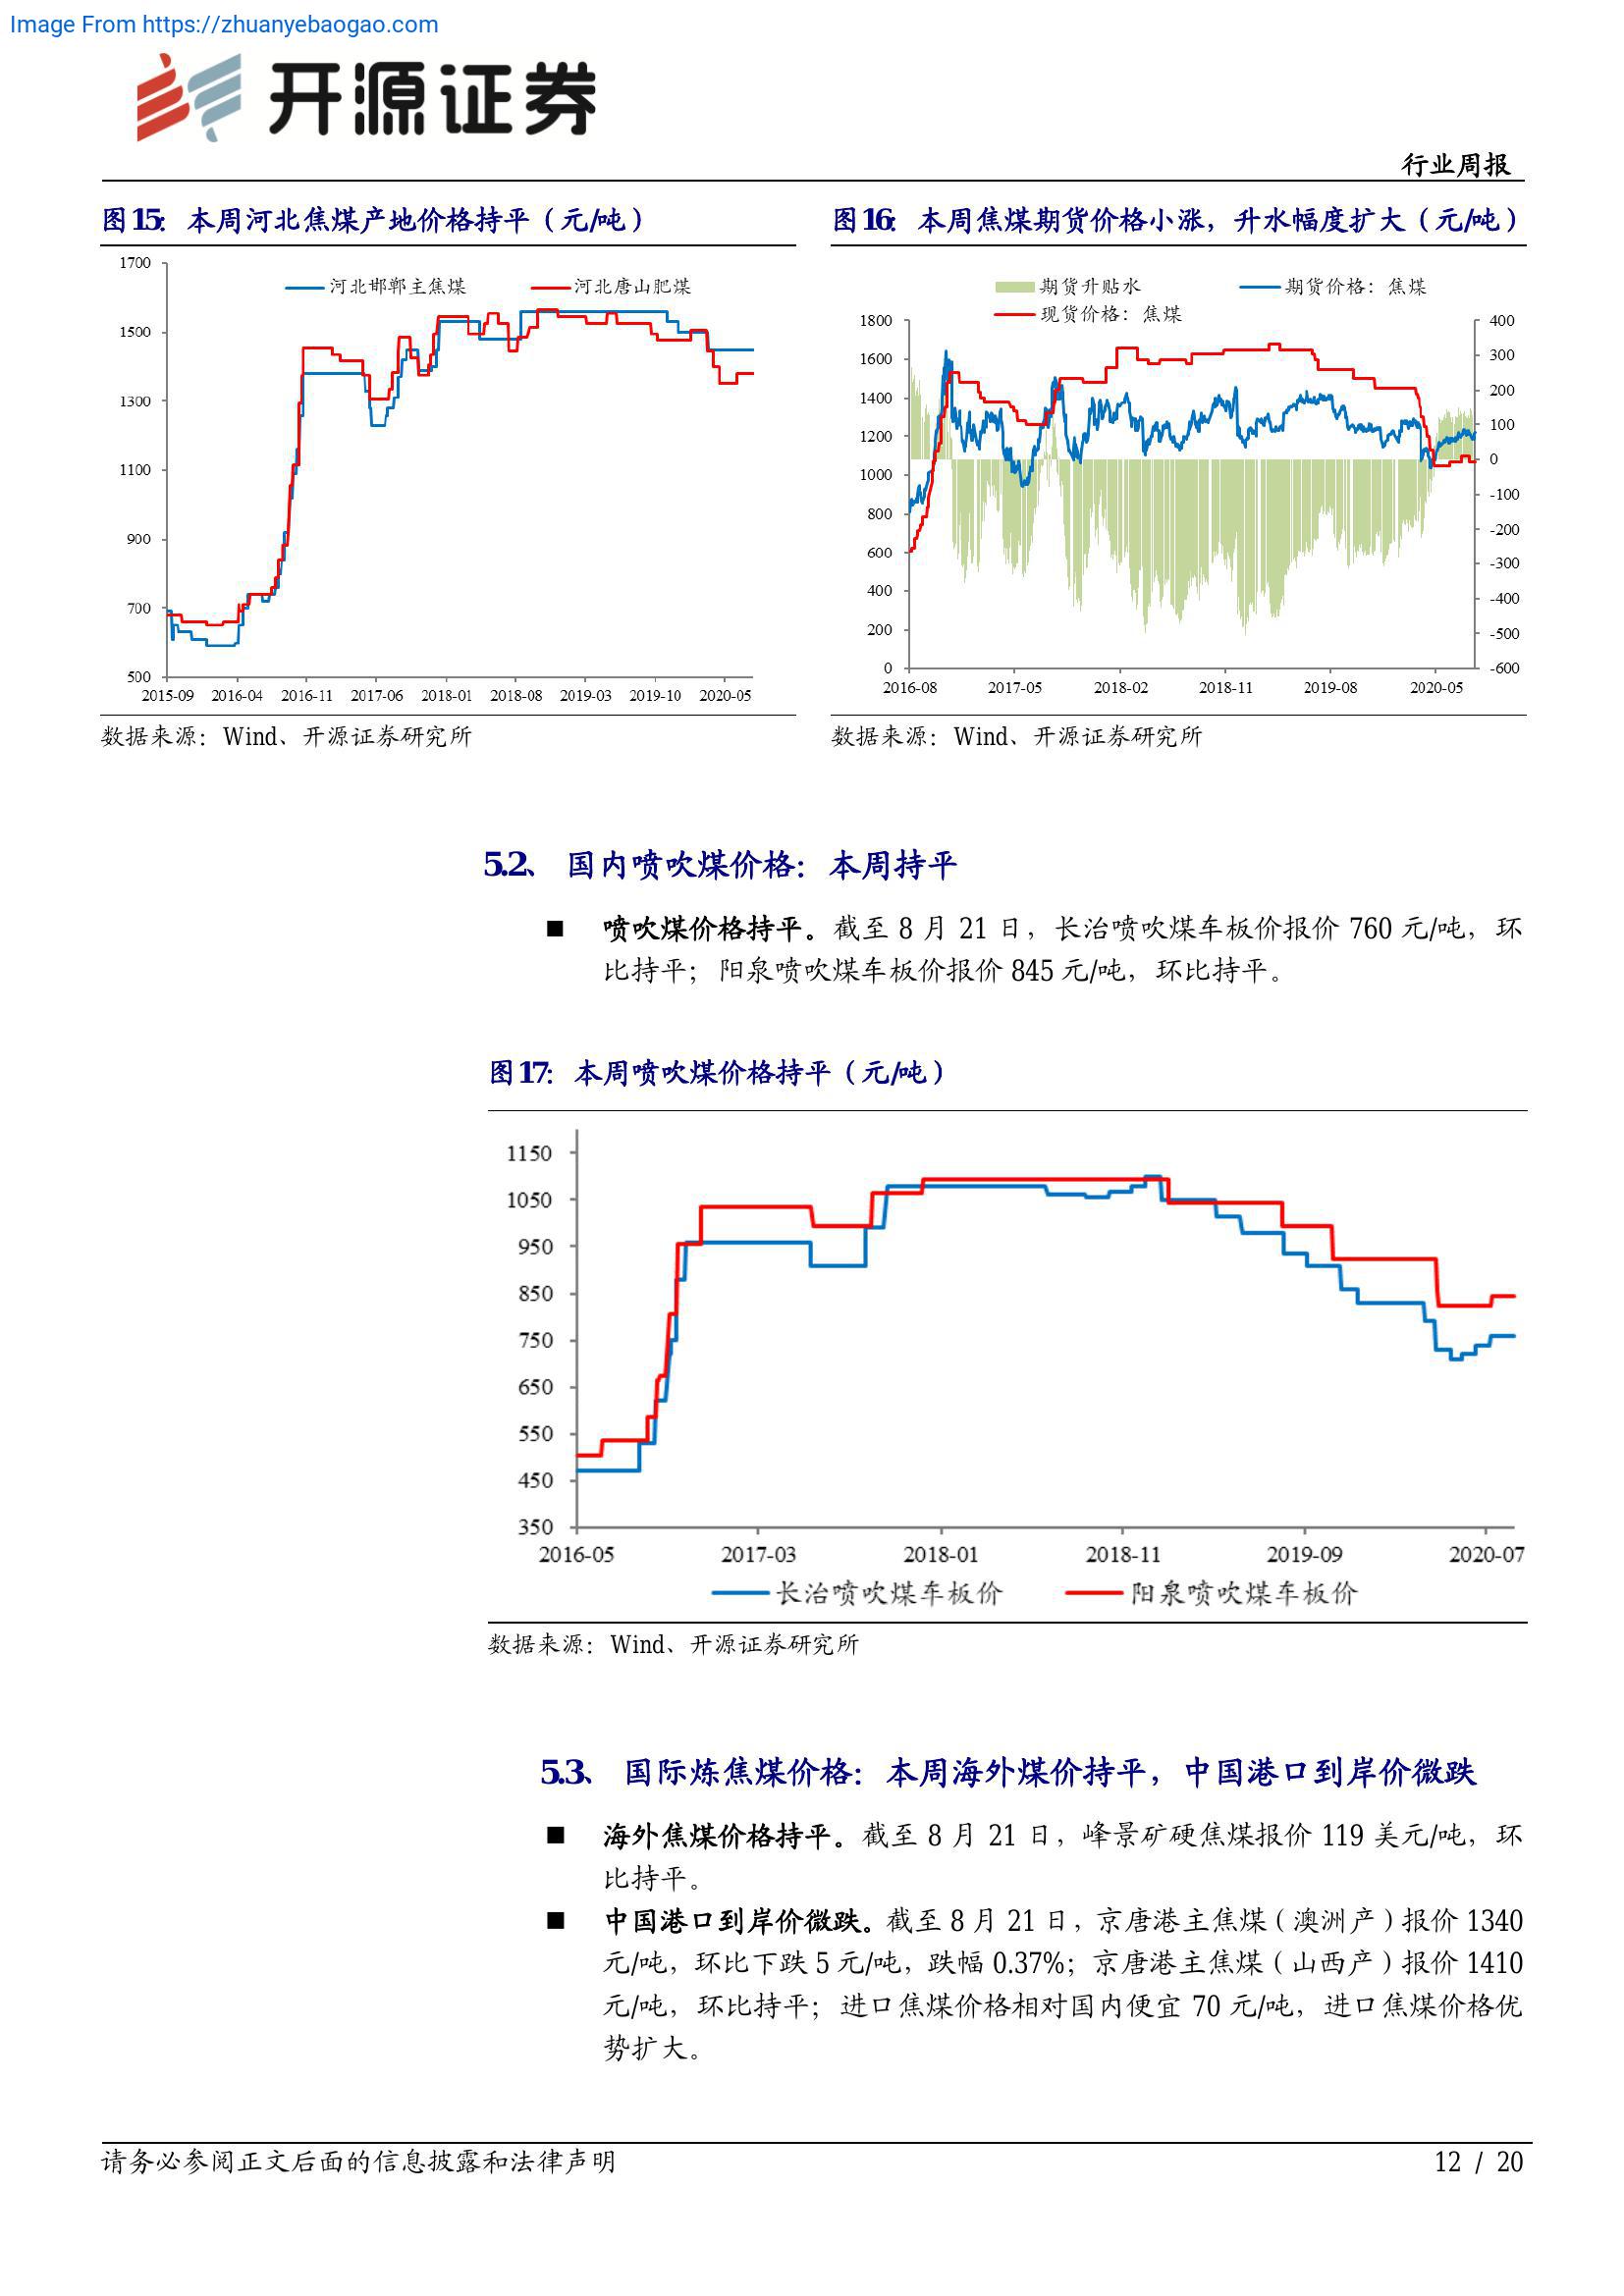 Image From https://zhuanyebaogao.com
开源证券
行业周报
图15：本周河北焦煤产地价格持平（元/吨）
图16：本周焦煤期货价格小涨，升水幅度扩大（元/吨）
河北邯郸主焦煤 河北唐山肥煤
1700
1500
1300
1100
900
700
500
2015-09 2016-04 2016-11 2017-06 2018-01 2018-08 2019-03 2019-10 2020-05
期货升贴水 期货价格：焦煤
现货价格：焦煤
1800
1600
1400
1200
1000
800
600
400
200
0
400
300
200
100
0
-100
-200
-300
-400
-500
-600
2016-08 2017-05 2018-02 2018-11 2019-08 2020-05
数据来源：Wind、开源证券研究所
数据来源：Wind、开源证券研究所
5.2、 国内喷吹煤价格：本周持平
■ 喷吹煤价格持平。截至 8 月 21 日，长治喷吹煤车板价报价 760 元/吨，环
比持平；阳泉喷吹煤车板价报价 845 元/吨，环比持平。
图17：本周喷吹煤价格持平（元/吨）
1150
1050
950
850
750
650
550
450
350
2016-05 2017-03 2018-01 2018-11 2019-09 2020-07
长治喷吹煤车板价 阳泉喷吹煤车板价
数据来源：Wind、开源证券研究所
5.3、 国际炼焦煤价格：本周海外煤价持平，中国港口到岸价微跌
■ 海外焦煤价格持平。截至 8 月 21 日，峰景矿硬焦煤报价 119 美元/吨，环
比持平。
■ 中国港口到岸价微跌。截至 8 月 21 日，京唐港主焦煤（澳洲产）报价 1340
元/吨，环比下跌 5 元/吨，跌幅 0.37%；京唐港主焦煤（山西产）报价 1410
元/吨，环比持平；进口焦煤价格相对国内便宜 70 元/吨，进口焦煤价格优
势扩大。
请务必参阅正文后面的信息披露和法律声明
12 / 20